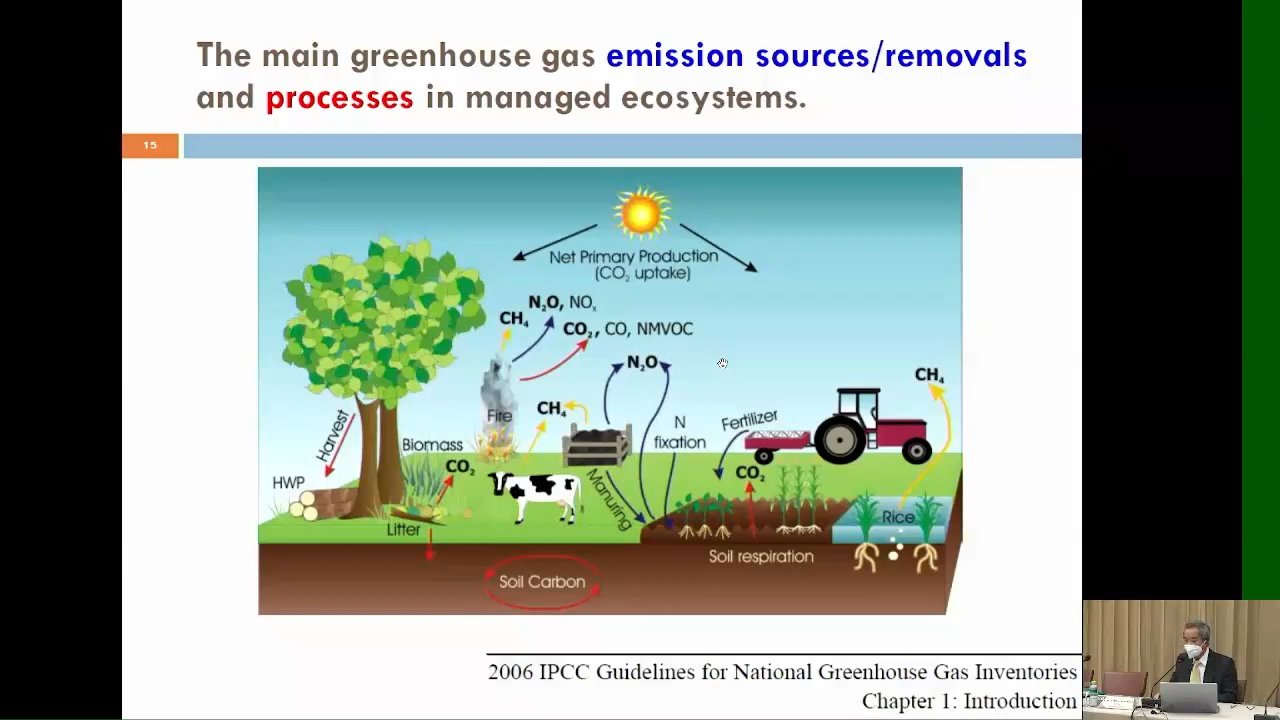 The main greenhouse gas emission sources/removals
and processes in managed ecosystems.
15
Net Primary Production
(CO₂ uptake)
N₂O, NOₓ
CH₄
CO₂, CO, NMVOC
N₂O
CH₄
Fire
CH₄
Harvest
Biomass
CO₂
N
fixation
Fertilizer
CO₂
HWP
Manuring
Litter
Rice
Soil respiration
Soil Carbon
2006 IPCC Guidelines for National Greenhouse Gas Inventories
Chapter 1: Introduction